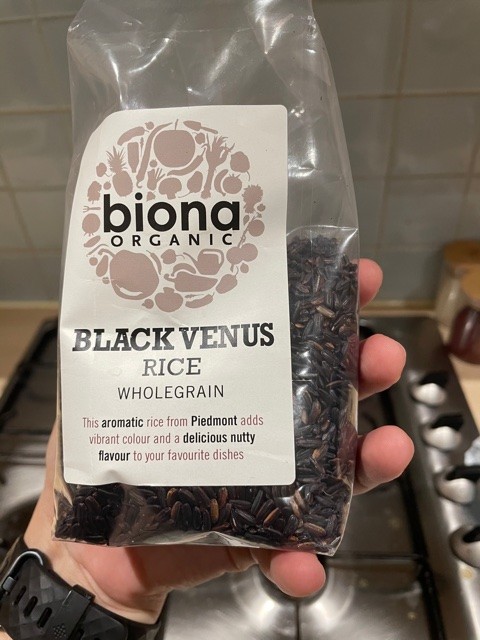 biona
ORGANIC
BLACK VENUS
RICE
WHOLEGRAIN
This aromatic rice from Piedmont adds
vibrant colour and a delicious nutty
flavour to your favourite dishes